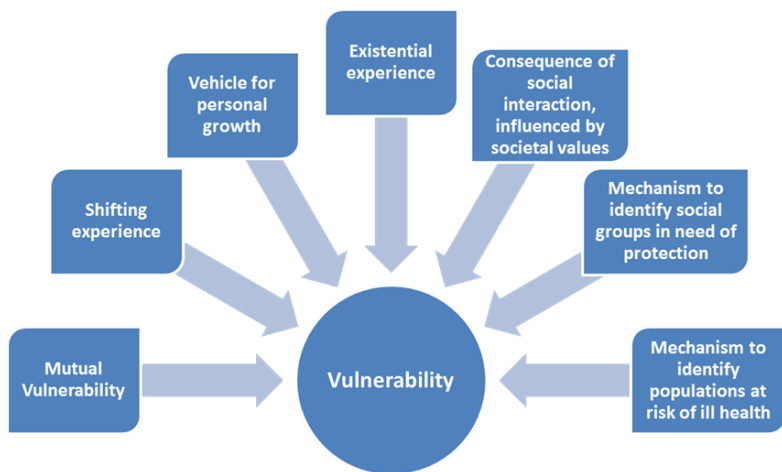 Mutual
Vulnerability
Shifting
experience
Vehicle for
personal
growth
Existential
experience
Consequence of
social
interaction,
influenced by
societal values
Mechanism to
identify social
groups in need of
protection
Mechanism to
identify
populations at
risk of ill health
Vulnerability